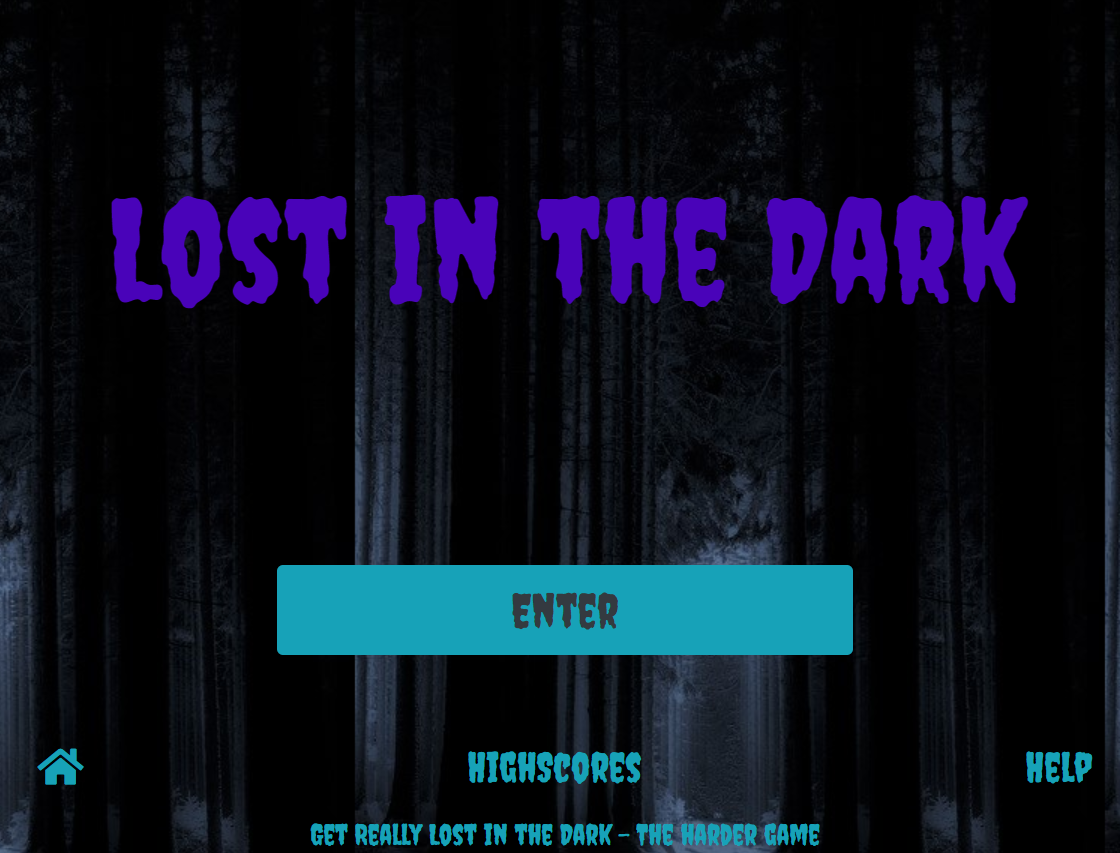 LOST IN THE DARK
ENTER
HIGHSCORES
HELP
GET REALLY LOST IN THE DARK – THE HARDER GAME